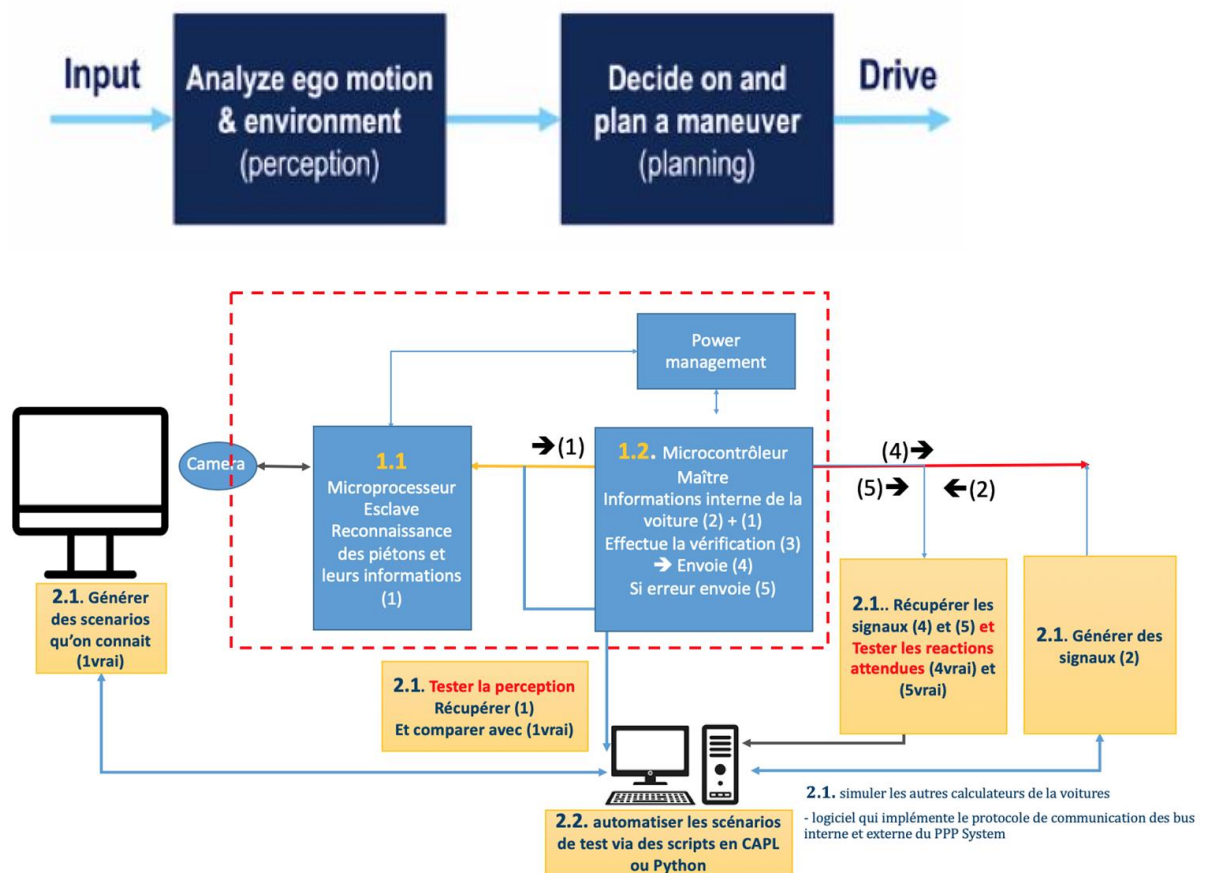 Input
Analyze ego motion
& environment
(perception)
Decide on and
plan a maneuver
(planning)
Drive
Power
management
Camera
1.1
Microprocesseur
Esclave
Reconnaissance
des piétons et
leurs informations
(1)
➔ (1)
1.2. Microcontrôleur
Maître
Informations interne de la
voiture (2) + (1)
Effectue la vérification (3)
➔ Envoie (4)
Si erreur envoie (5)
(4)➔
(5)➔
←(2)
2.1. Générer
des scenarios
qu'on connait
(1vrai)
2.1. Tester la perception
Récupérer (1)
Et comparer avec (1vrai)
2.1.. Récupérer les
signaux (4) et (5) et
Tester les reactions
attendues (4vrai) et
(5vrai)
2.1. Générer des
signaux (2)
2.2. automatiser les scénarios
de test via des scripts en CAPL
ou Python
2.1. simuler les autres calculateurs de la voitures
- logiciel qui implémente le protocole de communication des bus
interne et externe du PPP System